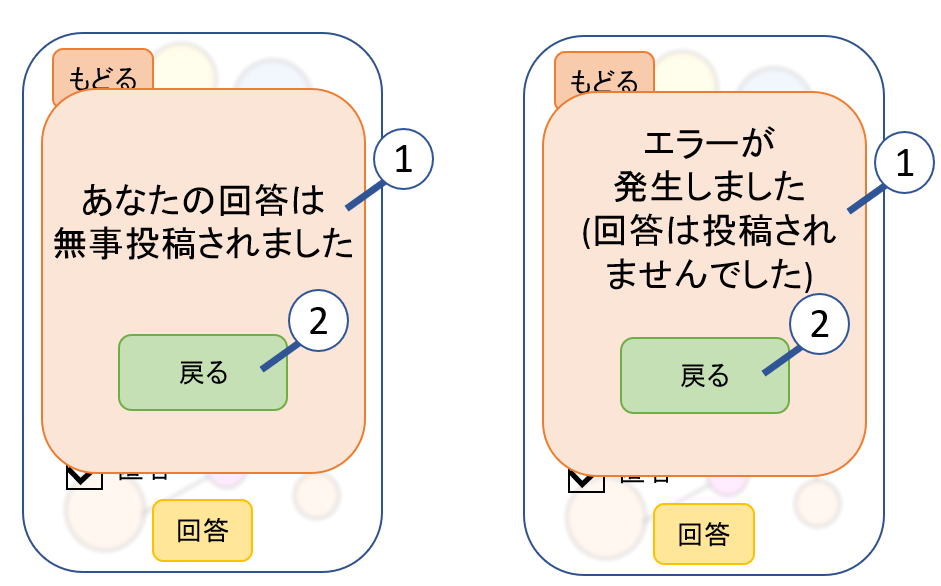 もどる
あなたの回答は
無事投稿されました
1
2
戻る
回答
もどる
エラーが
発生しました
(回答は投稿され
ませんでした)
1
2
戻る
回答